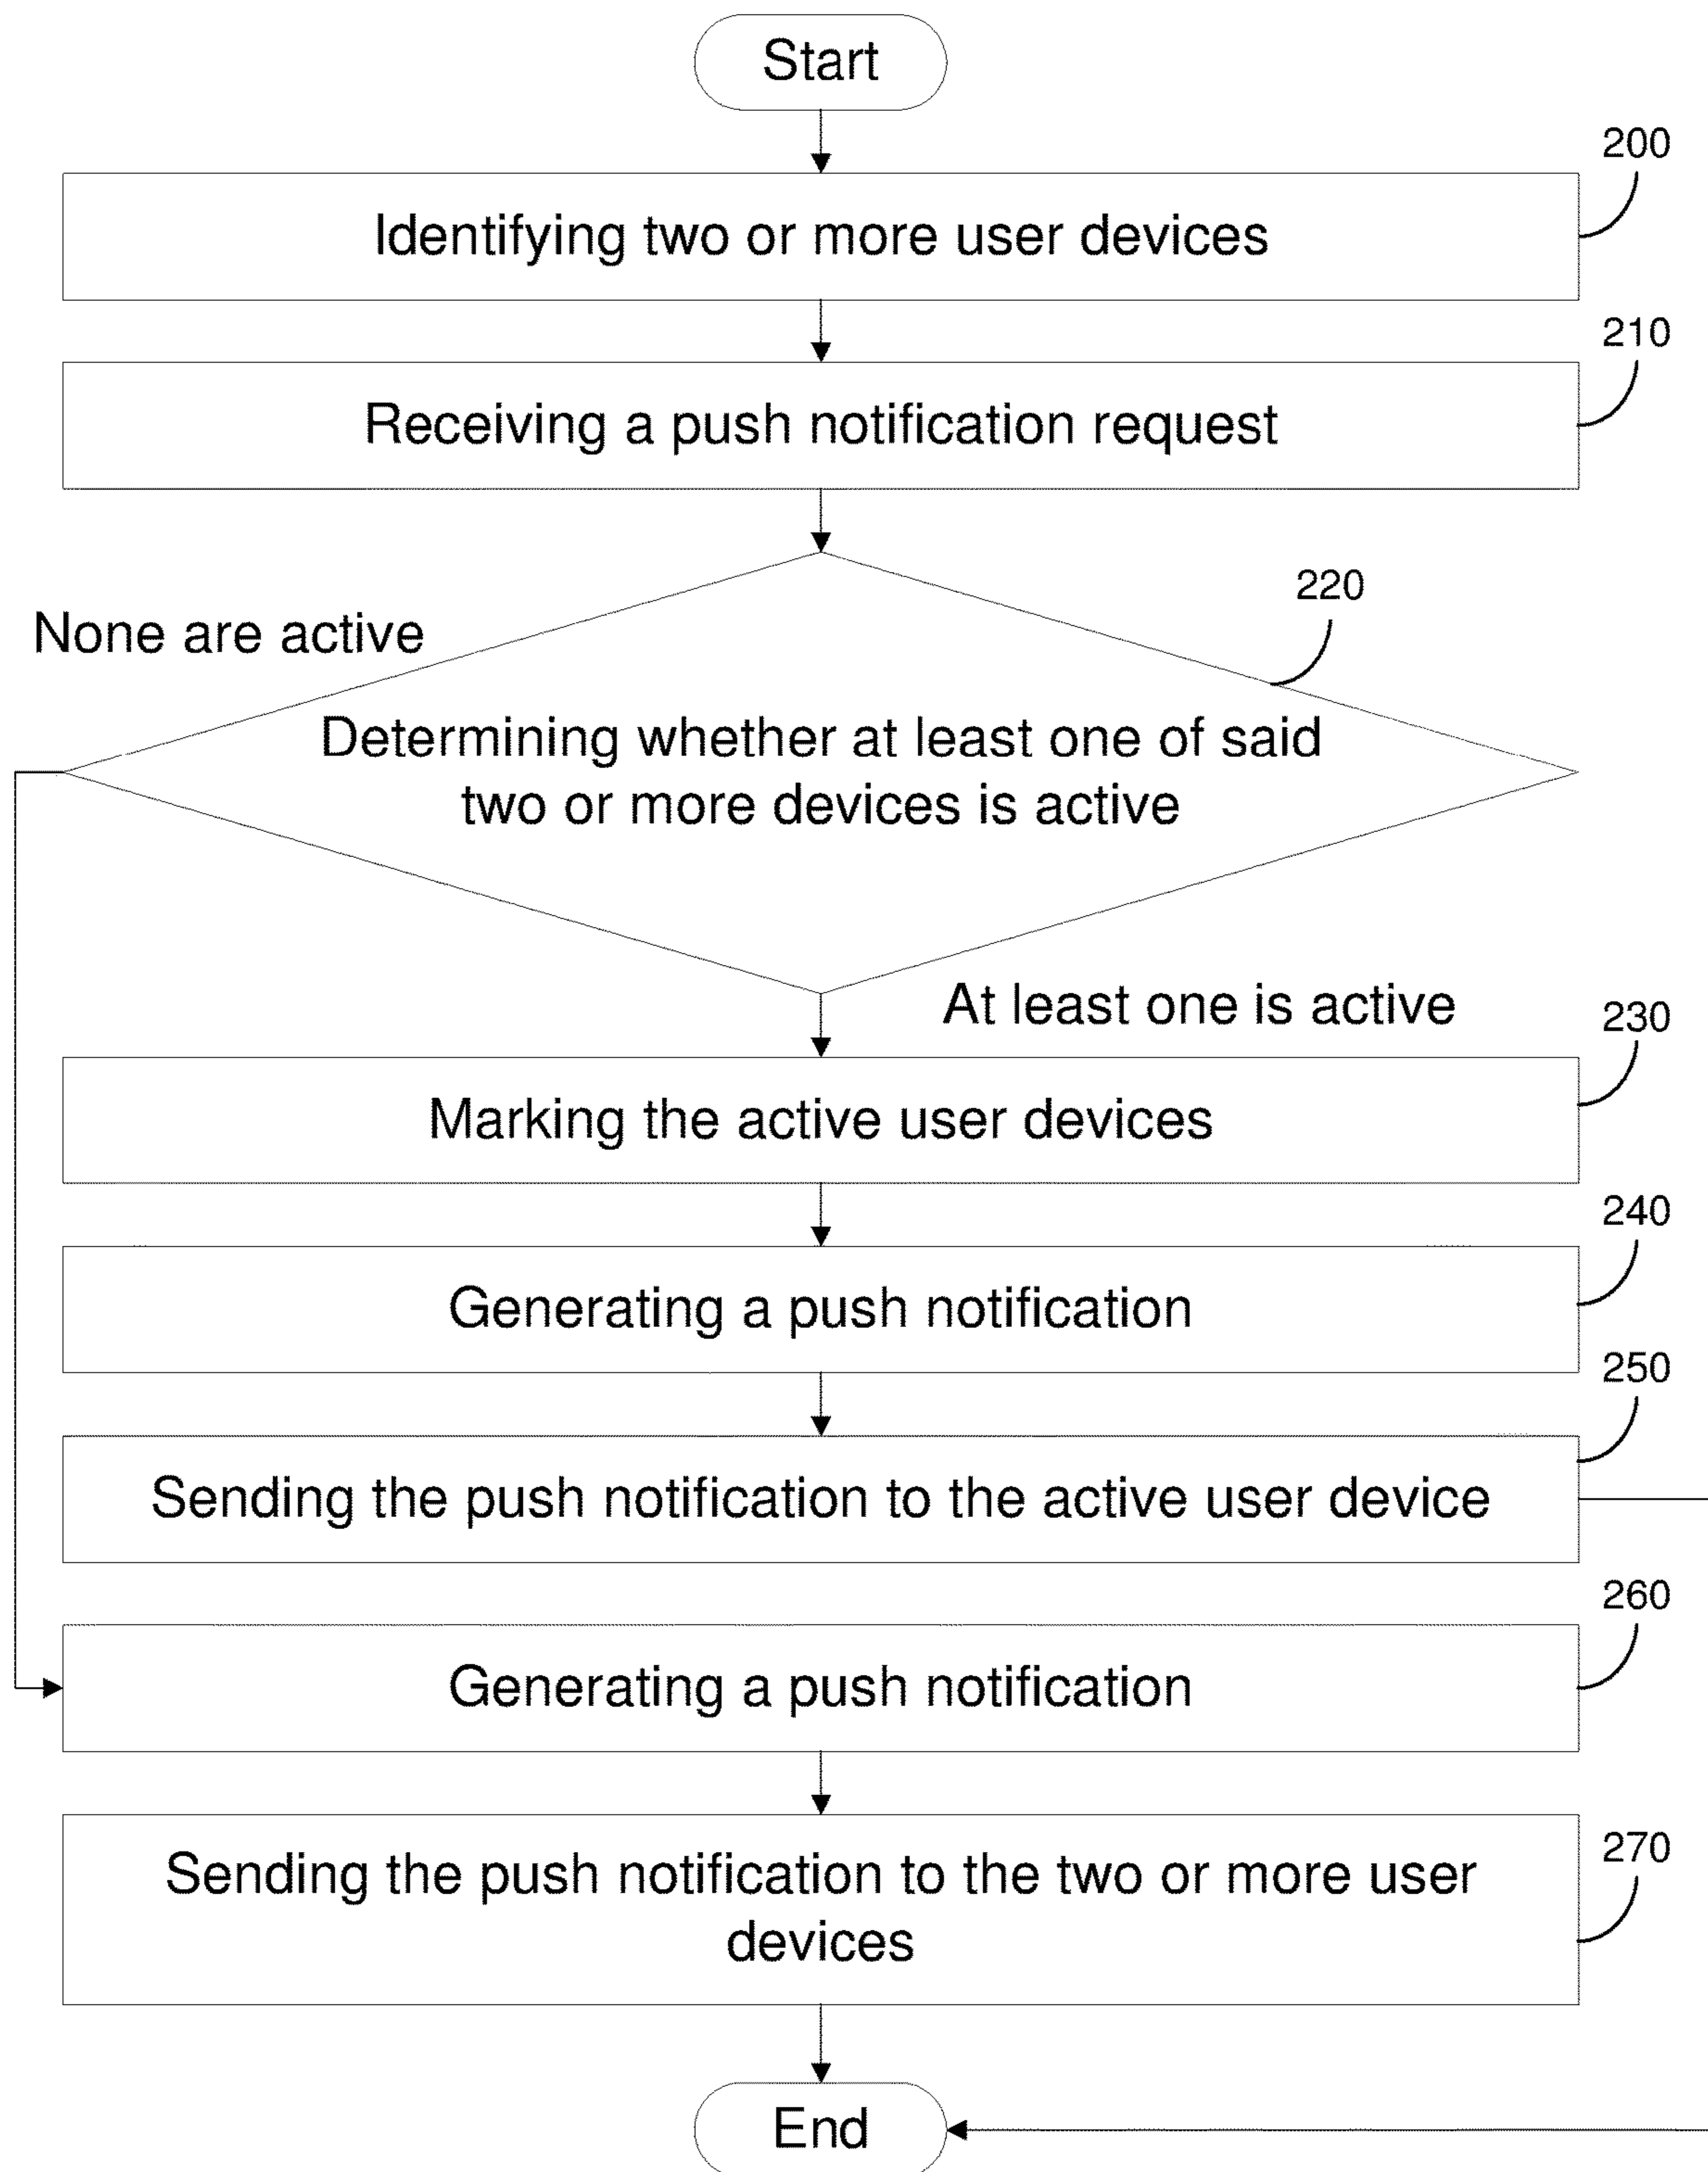 Start
200
Identifying two or more user devices
210
Receiving a push notification request
220
None are active
Determining whether at least one of said
two or more devices is active
At least one is active
230
Marking the active user devices
240
Generating a push notification
250
Sending the push notification to the active user device
260
Generating a push notification
270
Sending the push notification to the two or more user
devices
End